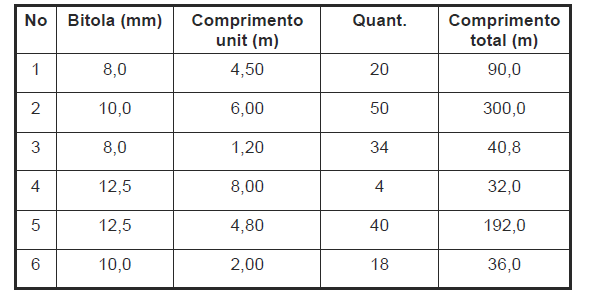 No Bitola (mm) Comprimento unit (m) Quant. Comprimento total (m)
1 8,0 4,50 20 90,0
2 10,0 6,00 50 300,0
3 8,0 1,20 34 40,8
4 12,5 8,00 4 32,0
5 12,5 4,80 40 192,0
6 10,0 2,00 18 36,0